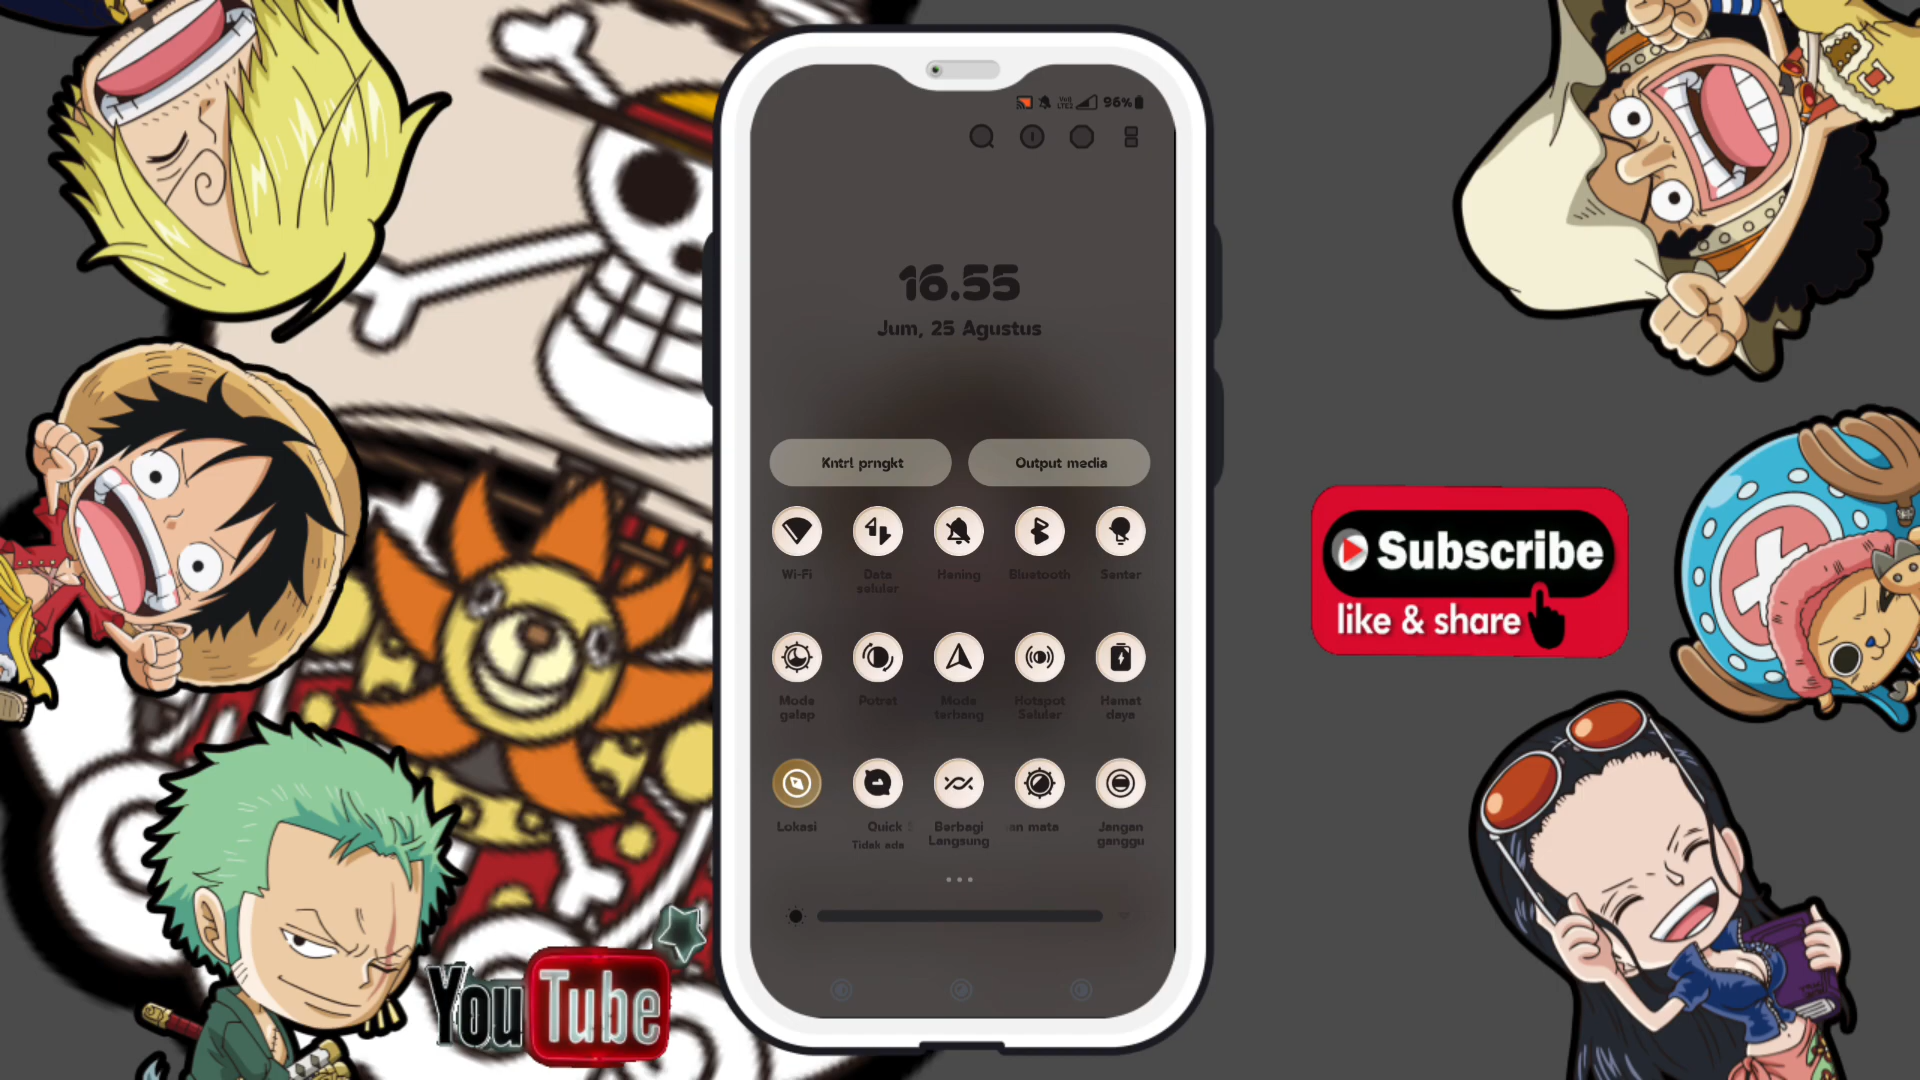 96%
16.55
Jum, 25 Agustus
Kntrl prngkt
Output media
Wi-Fi
Data
selular
Hening
Bluetooth
Senter
Mode
gelap
Potret
Mode
terbang
Hotspot
Selular
Hemat
daya
Lokasi
Quick
Tidak ada
Berbagi
Langsung
an mata
Jangan
ganggu
Subscribe
like & share
YouTube